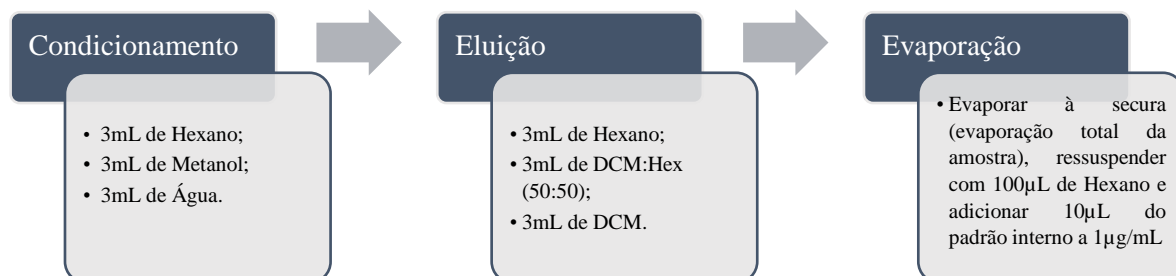 Condicionamento
• 3mL de Hexano;
• 3mL de Metanol;
• 3mL de Água.
Eluição
• 3mL de Hexano;
• 3mL de DCM:Hex
(50:50);
• 3mL de DCM.
Evaporação
• Evaporar à secura
(evaporação total da
amostra), ressuspender
com 100µL de Hexano e
adicionar 10µL do
padrão interno a 1µg/mL